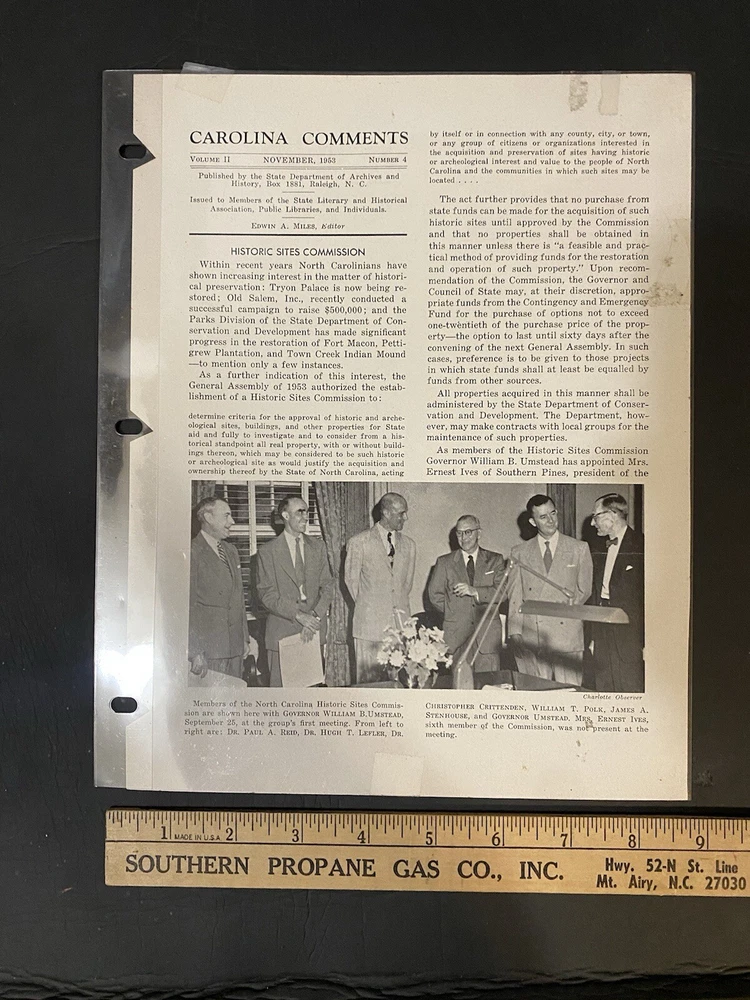 CAROLINA COMMENTS
VOLUME II NOVEMBER, 1953 NUMBER 4
Published by the State Department of Archives and
History, Box 1881, Raleigh, N. C.
Issued to Members of the State Literary and Historical
Association, Public Libraries, and Individuals.
EDWIN A. MILES, Editor
HISTORIC SITES COMMISSION
Within recent years North Carolinians have
shown increasing interest in the matter of histori-
cal preservation: Tryon Palace is now being re-
stored; Old Salem, Inc., recently conducted a
successful campaign to raise $500,000; and the
Parks Division of the State Department of Con-
servation and Development has made significant
progress in the restoration of Fort Macon, Petti-
grew Plantation, and Town Creek Indian Mound
—to mention only a few instances.
As a further indication of this interest, the
General Assembly of 1953 authorized the estab-
lishment of a Historic Sites Commission to:
determine criteria for the approval of historic and arche-
ological sites, buildings, and other properties for State
aid and fully to investigate and to consider from a his-
torical standpoint all real property, with or without build-
ings thereon, which may be considered to be such historic
or archeological site as would justify the acquisition and
ownership thereof by the State of North Carolina, acting
by itself or in connection with any county, city, or town,
or any group of citizens or organizations interested in
the acquisition and preservation of sites having historic
or archeological interest and value to the people of North
Carolina and the communities in which such sites may be
located . . . .
The act further provides that no purchase from
state funds can be made for the acquisition of such
historic sites until approved by the Commission
and that no properties shall be obtained in
this manner unless there is "a feasible and prac-
tical method of providing funds for the restoration
and operation of such property." Upon recom-
mendation of the Commission, the Governor and
Council of State may, at their discretion, appro-
priate funds from the Contingency and Emergency
Fund for the purchase of options not to exceed
one-twentieth of the purchase price of the prop-
erty—the option to last until sixty days after the
convening of the next General Assembly. In such
cases, preference is to be given to those projects
in which state funds shall at least be equalled by
funds from other sources.
All properties acquired in this manner shall be
administered by the State Department of Conser-
vation and Development. The Department, how-
ever, may make contracts with local groups for the
maintenance of such properties.
As members of the Historic Sites Commission
Governor William B. Umstead has appointed Mrs.
Ernest Ives of Southern Pines, president of the
Charlotte Observer
Members of the North Carolina Historic Sites Commis-
sion are shown here with GOVERNOR WILLIAM B. UMSTEAD,
September 25, at the group's first meeting. From left to
right are: DR. PAUL A. REID, DR. HUGH T. LEFLER, DR.
CHRISTOPHER CRITTENDEN, WILLIAM T. POLK, JAMES A.
STENHOUSE, and GOVERNOR UMSTEAD. MRS. ERNEST IVES,
sixth member of the Commission, was not present at the
meeting.
1 MADE IN U.S.A. 2 3 4 5 6 7 8 9
SOUTHERN PROPANE GAS CO., INC.
Hwy. 52-N St. Line
Mt. Airy, N.C. 27030